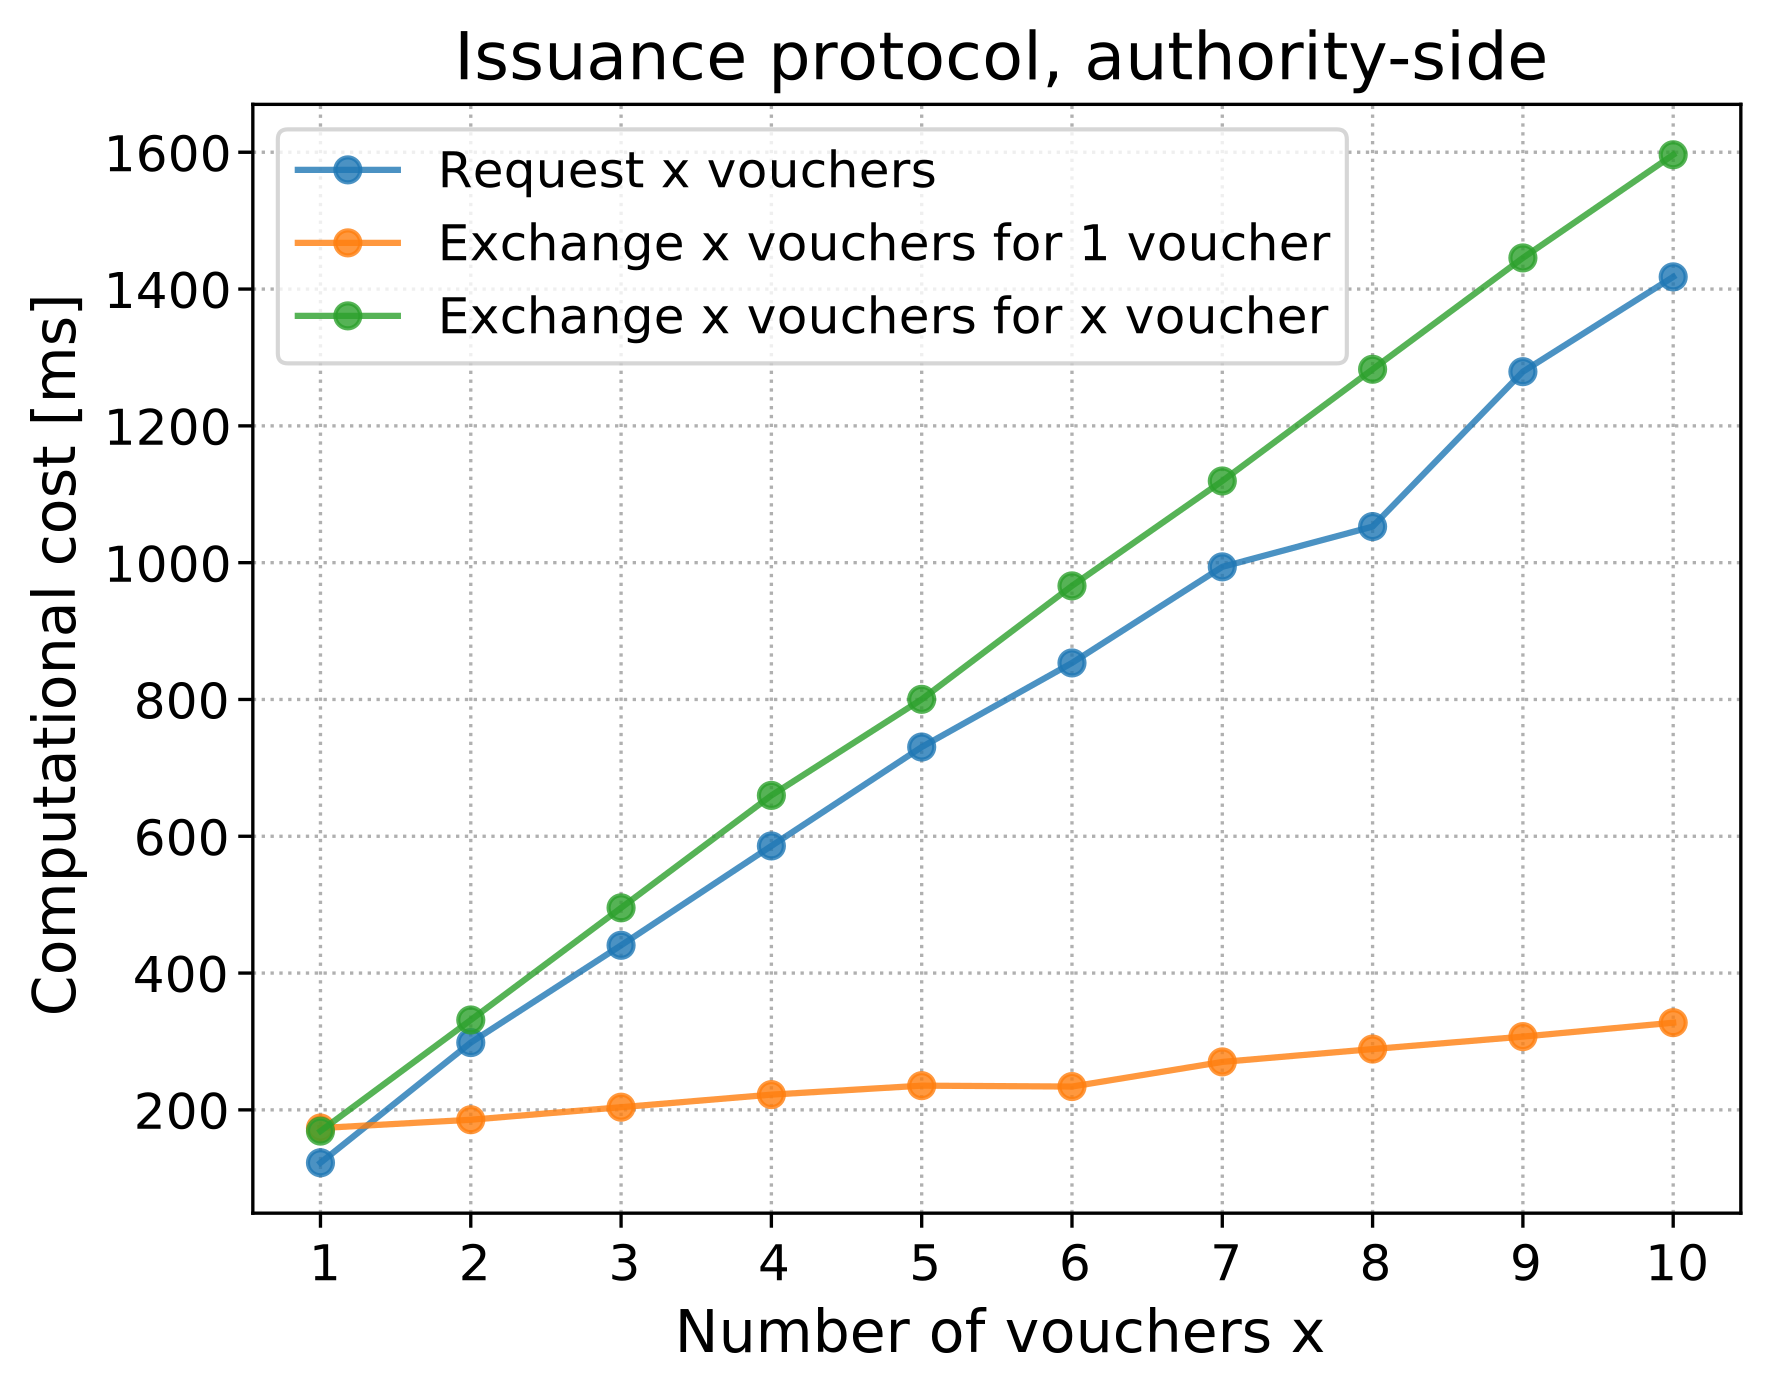 Issuance protocol, authority-side
Request x vouchers
Exchange x vouchers for 1 voucher
Exchange x vouchers for x voucher
Computational cost [ms]
1600
1400
1200
1000
800
600
400
200
1 2 3 4 5 6 7 8 9 10
Number of vouchers x